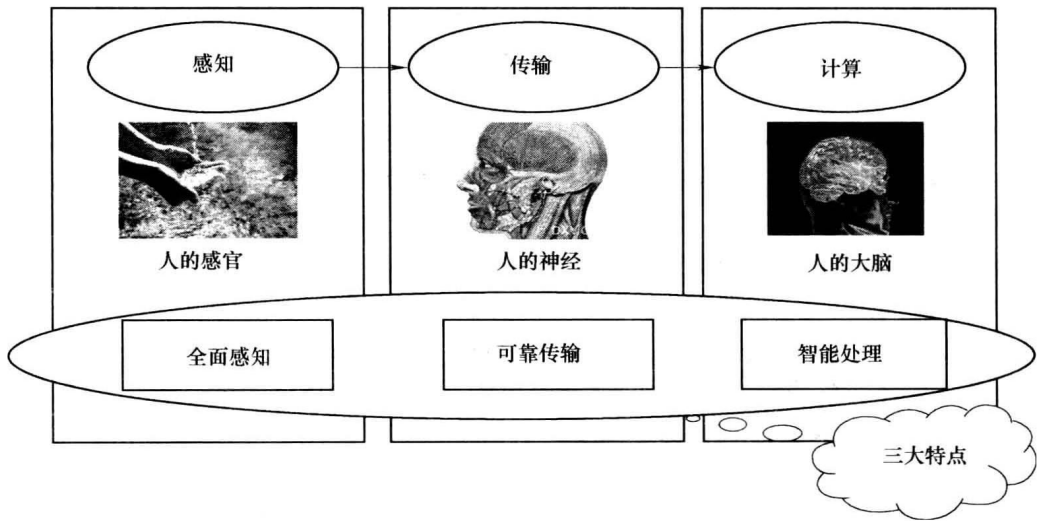 感知
传输
计算
人的感官
人的神经
人的大脑
全面感知
可靠传输
智能处理
三大特点